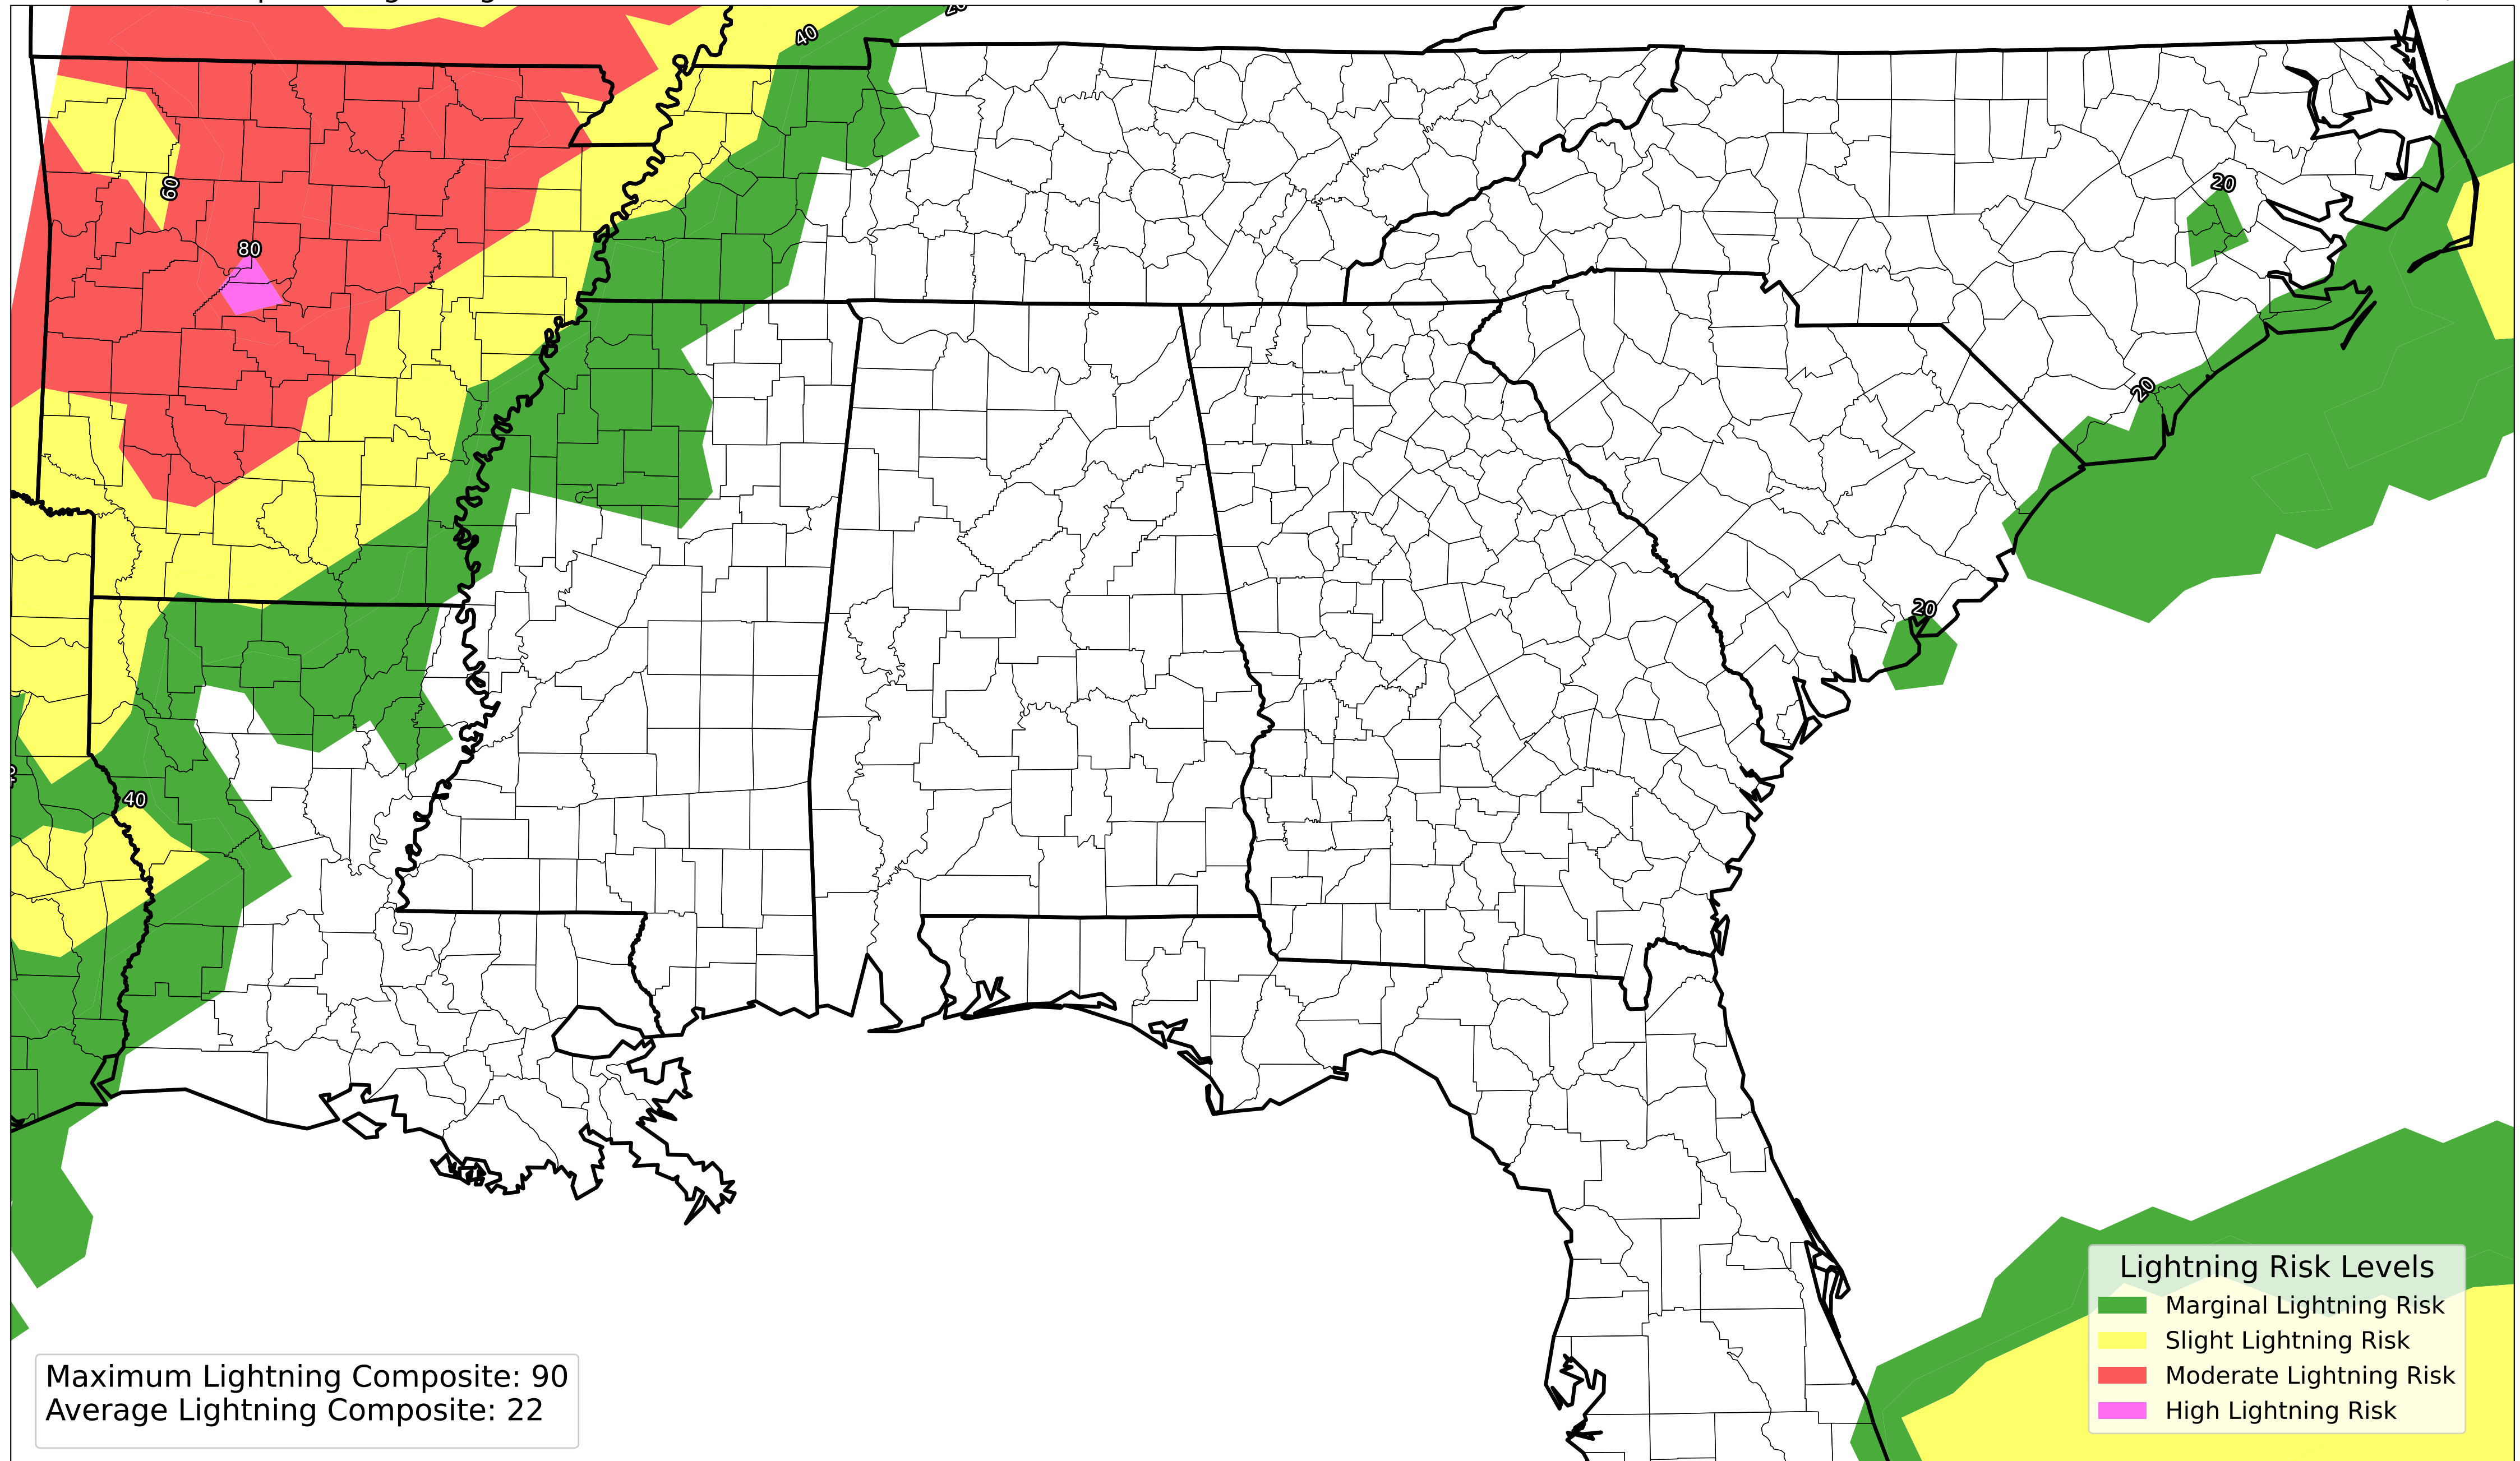 40
60
80
20
20
20
40
Lightning Risk Levels
Marginal Lightning Risk
Slight Lightning Risk
Moderate Lightning Risk
High Lightning Risk
Maximum Lightning Composite: 90
Average Lightning Composite: 22